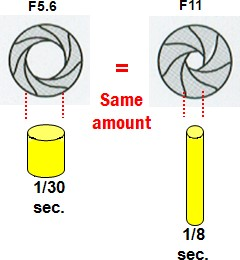 F5.6
F11
=
Same
amount
1/30
sec.
1/8
sec.